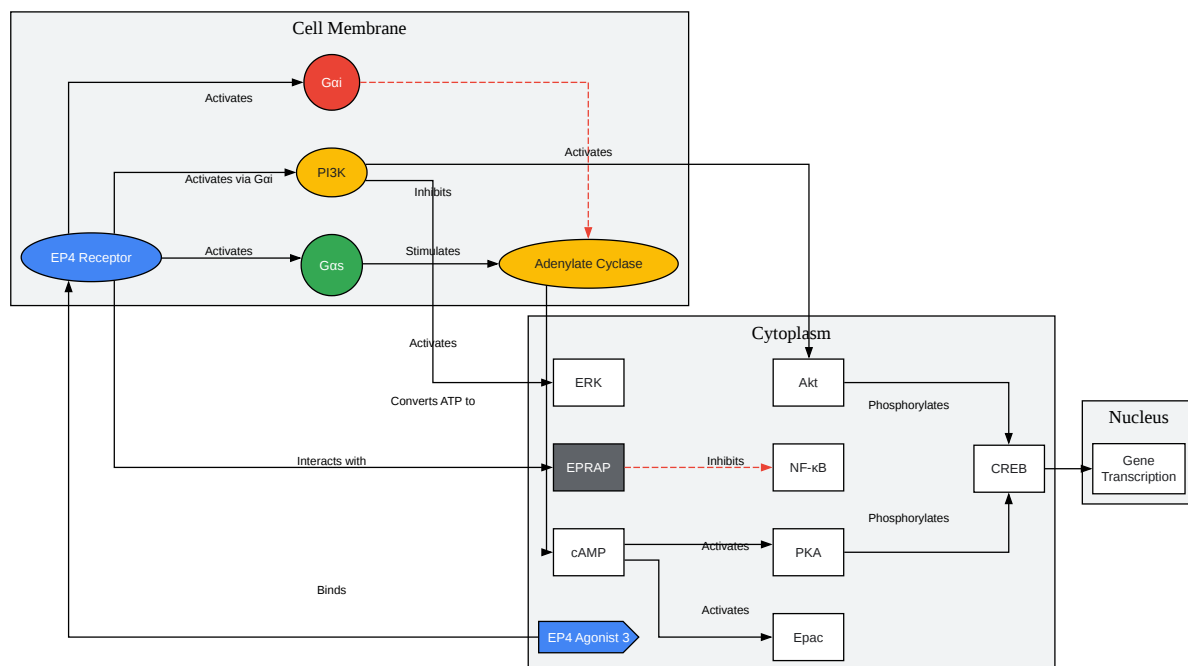 Cell Membrane
Gαi
Activates
Activates
PI3K
Activates via Gαi
Inhibits
EP4 Receptor
Activates
Gαs
Stimulates
Adenylate Cyclase
Cytoplasm
Activates
ERK
Akt
Converts ATP to
Phosphorylates
Nucleus
Interacts with
EPRAP
Inhibits
NF-κB
CREB
Gene
Transcription
Phosphorylates
cAMP
Activates
PKA
Binds
Activates
EP4 Agonist 3
Epac